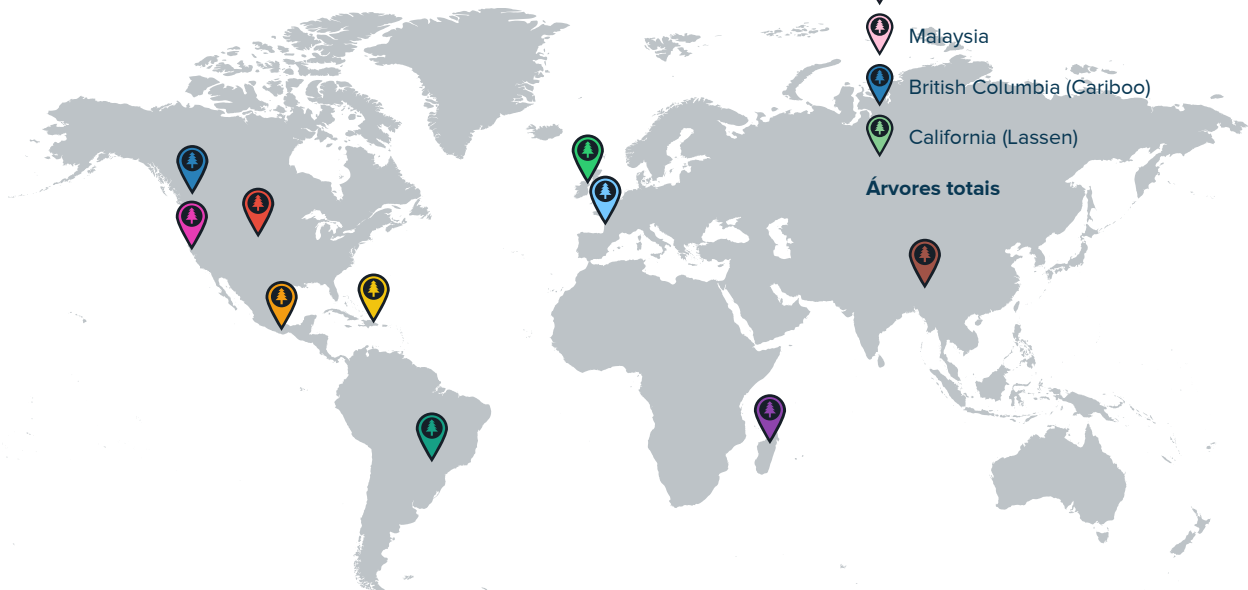 Malaysia
British Columbia (Cariboo)
California (Lassen)
Árvores totais